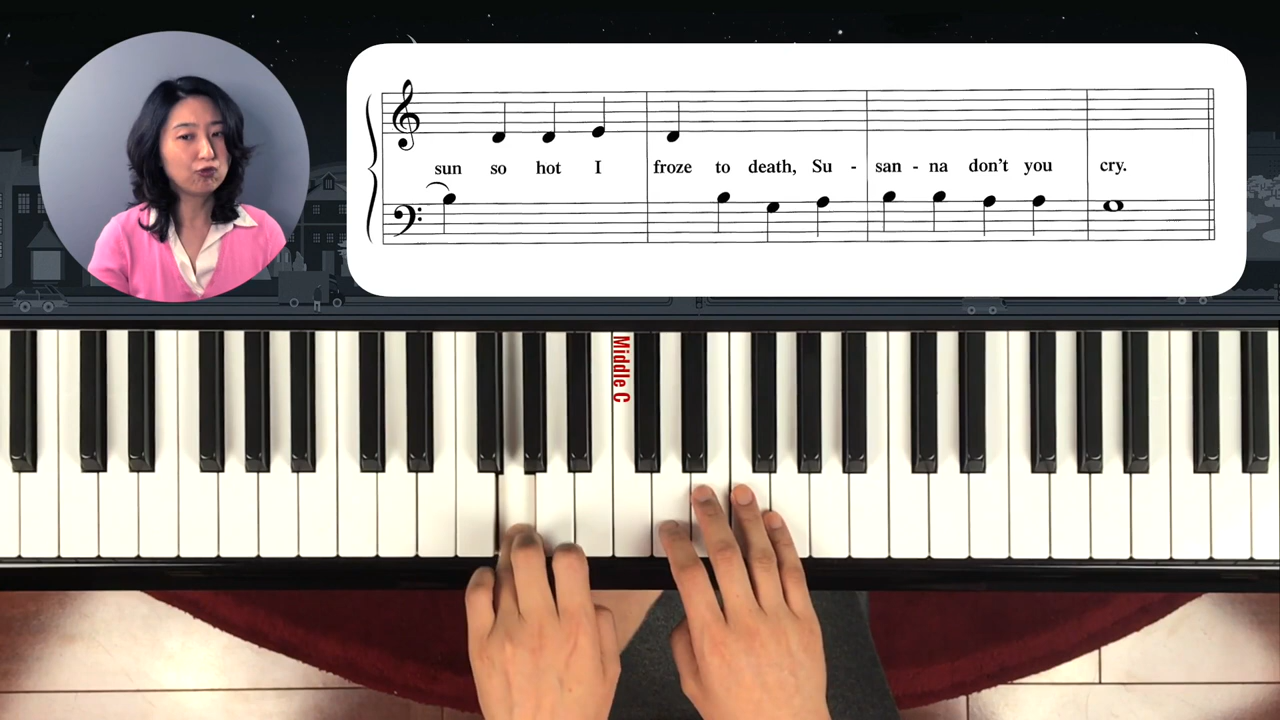 sun so hot I froze to death, Su - san - na don't you cry.
Middle C